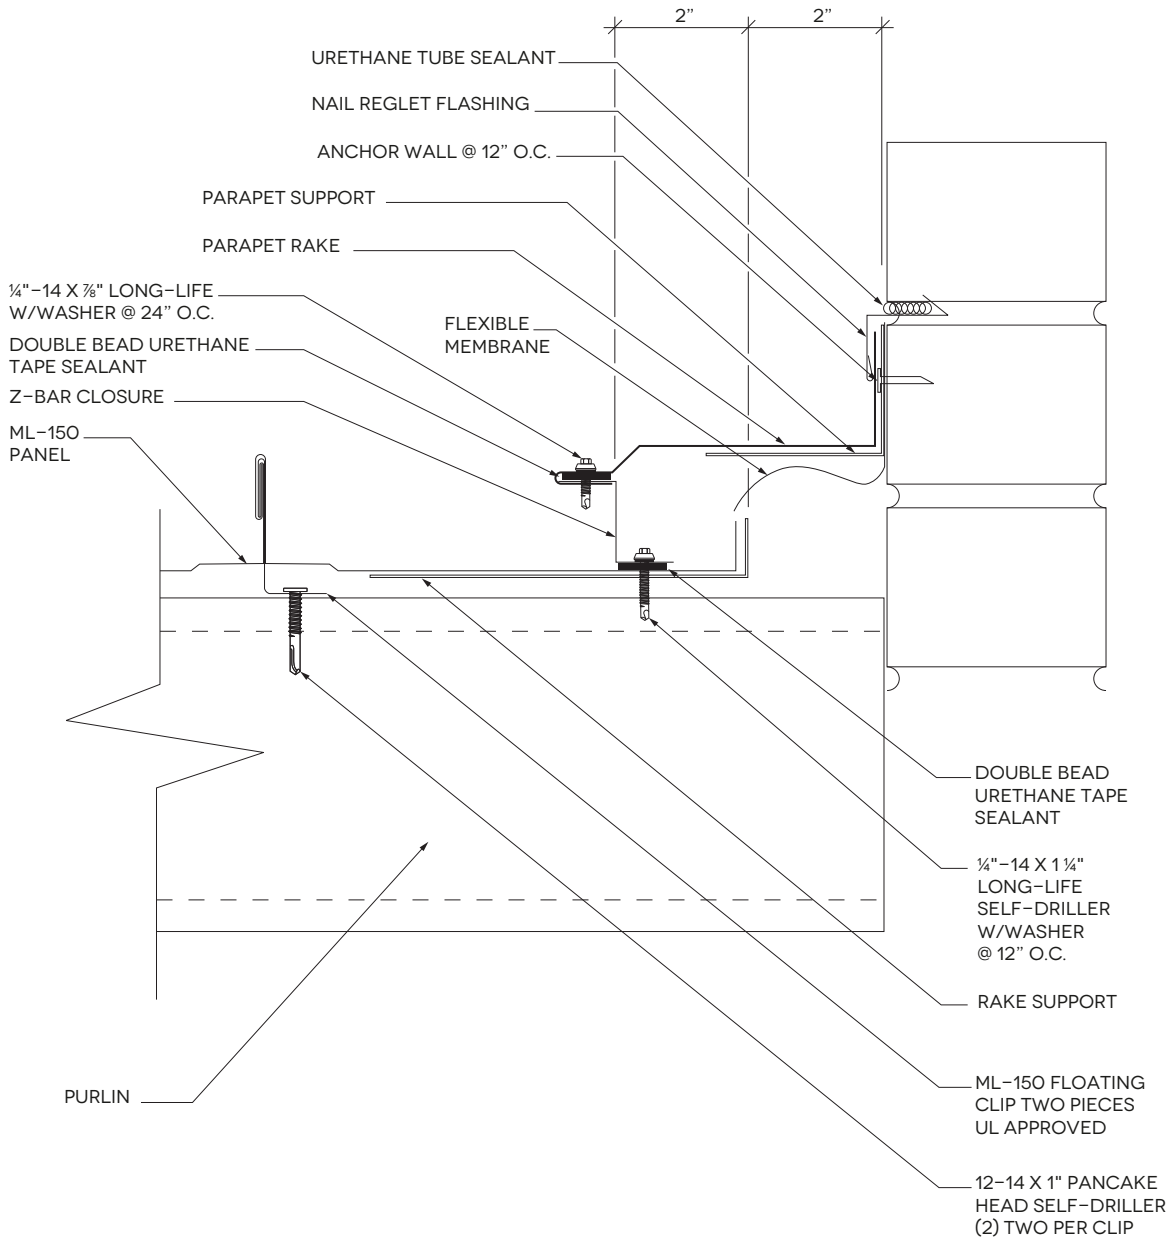 2”
2”
URETHANE TUBE SEALANT
NAIL REGLET FLASHING
ANCHOR WALL @ 12” O.C.
PARAPET SUPPORT
PARAPET RAKE
¼"-14 X ⅞" LONG-LIFE
W/WASHER @ 24” O.C.
DOUBLE BEAD URETHANE
TAPE SEALANT
Z-BAR CLOSURE
ML-150
PANEL
FLEXIBLE
MEMBRANE
DOUBLE BEAD
URETHANE TAPE
SEALANT
¼"-14 X 1 ¼"
LONG-LIFE
SELF-DRILLER
W/WASHER
@ 12” O.C.
RAKE SUPPORT
PURLIN
ML-150 FLOATING
CLIP TWO PIECES
UL APPROVED
12-14 X 1" PANCAKE
HEAD SELF-DRILLER
(2) TWO PER CLIP